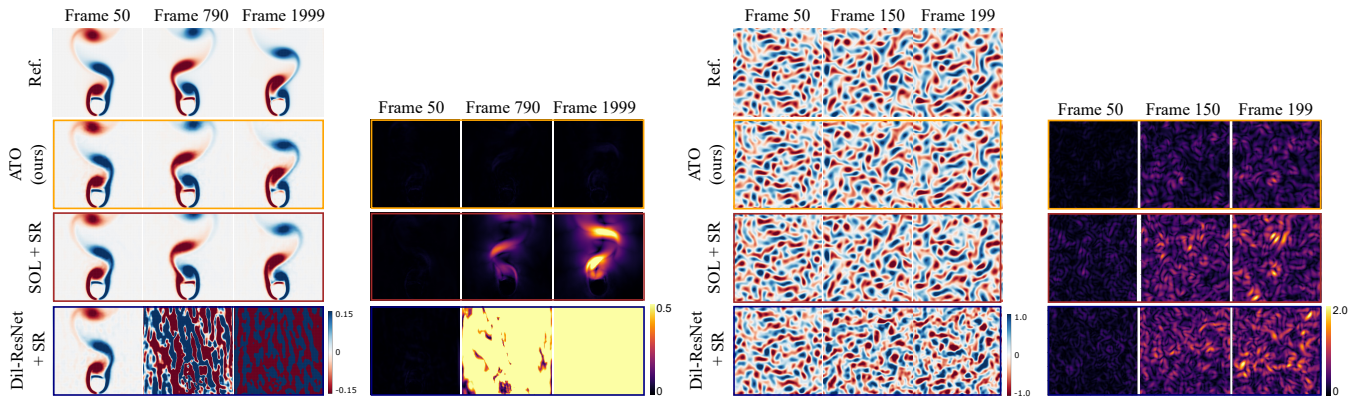 Frame 50 Frame 790 Frame 1999
Ref.
ATO
(ours)
SOL + SR
Dil-ResNet
+ SR
0.15
0
-0.15
Frame 50 Frame 790 Frame 1999
0.5
0
Frame 50 Frame 150 Frame 199
Ref.
ATO
(ours)
SOL + SR
Dil-ResNet
+ SR
1.0
0
-1.0
Frame 50 Frame 150 Frame 199
2.0
0